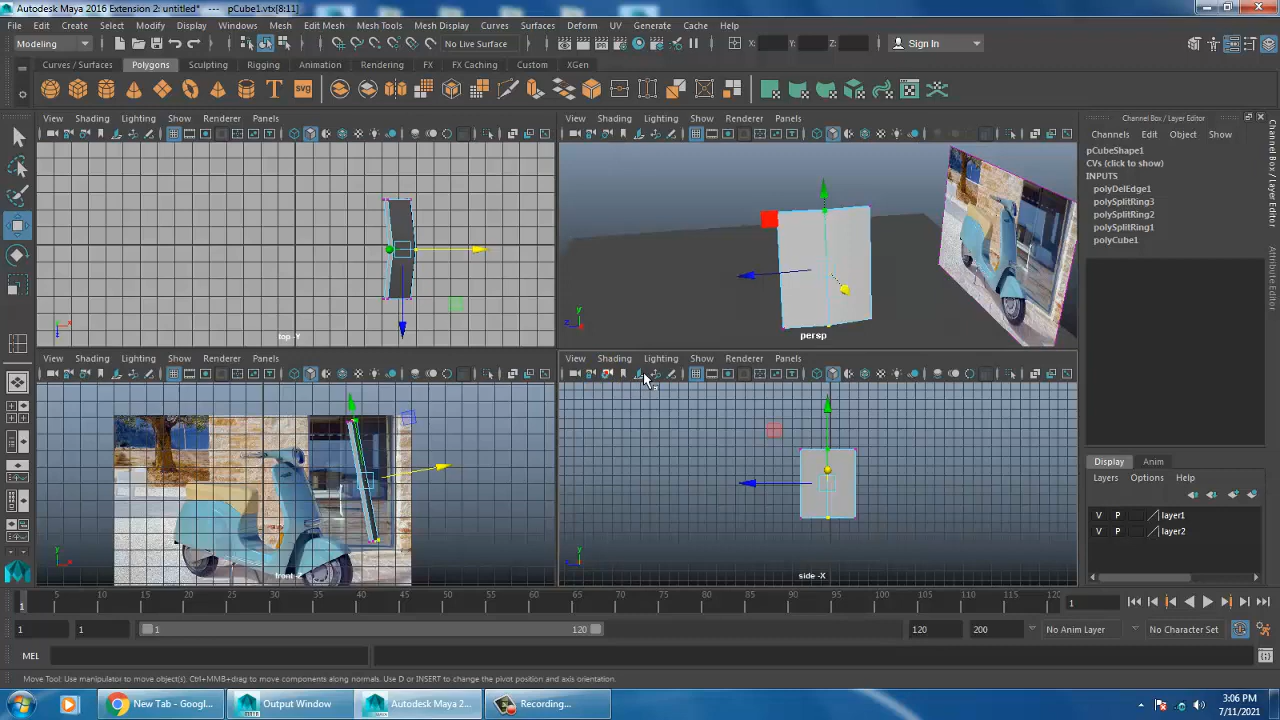 Autodesk Maya 2016 Extension 2: untitled* --- pCube1.vtx[8:11]
File Edit Create Select Modify Display Windows Mesh Edit Mesh Mesh Tools Mesh Display Curves Surfaces Deform UV Generate Cache Help
Modeling No Live Surface X: Y: Z: Sign In
Curves / Surfaces Polygons Sculpting Rigging Animation Rendering FX FX Caching Custom XGen
T svg
View Shading Lighting Show Renderer Panels
View Shading Lighting Show Renderer Panels
top -Y
persp
View Shading Lighting Show Renderer Panels
View Shading Lighting Show Renderer Panels
side -X
Channel Box / Layer Editor
Channels Edit Object Show
pCubeShape1
CVs (click to show)
INPUTS
polyDelEdge1
polySplitRing3
polySplitRing2
polySplitRing1
polyCube1
Display Anim
Layers Options Help
V P layer1
V P layer2
Channel Box / Layer Editor
Attribute Editor
5 10 15 20 25 30 35 40 45 50 55 60 65 70 75 80 85 90 95 100 105 110 115 120
1 1
1 1 1 120 120 200 No Anim Layer No Character Set
MEL
Move Tool: Use manipulator to move object(s). Ctrl+MMB+drag to move components along normals. Use D or INSERT to change the pivot position and axis orientation.
New Tab - Googl... Output Window Autodesk Maya 2... Recording...
3:06 PM
7/11/2021